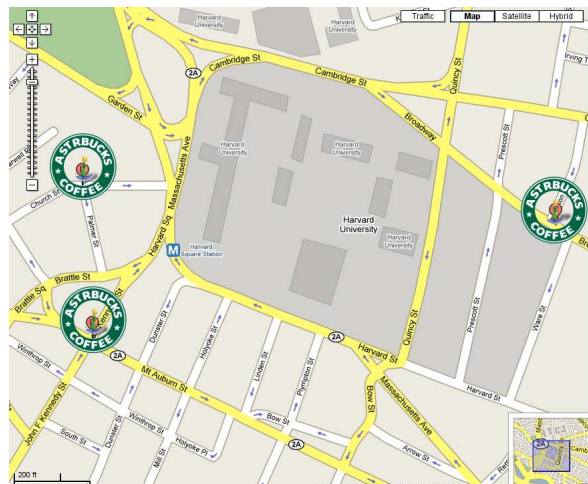 Traffic
Map
Satellite
Hybrid
Harvard
University
Harvard
University
Cambridge St
2A
Cambridge St
Quincy St
Irving T
Garden St
Broadway
Massachusetts Ave
Prescott St
Harvard
University
Harvard
University
Harvard
University
ASTRBUCKS
COFFEE
Church St
Palmer St
Harvard Sq
Harvard
University
Harvard
University
ASTRBUCKS
COFFEE
M
Harvard
Square Station
Brattle St
Brattle Sq
ASTRBUCKS
COFFEE
Dunster St
Holyoke St
Linden St
Plympton St
2A
Harvard St
Quincy St
Prescott St
Ware St
Harvard St
2A
Mt Auburn St
Winthrop St
John F Kennedy St
South St
Dunster St
Mill St
Winthrop St
Holyoke Pl
Bow St
Bow St
Massachusetts Ave
Arrow St
2A
200 ft
2A
Quincy St